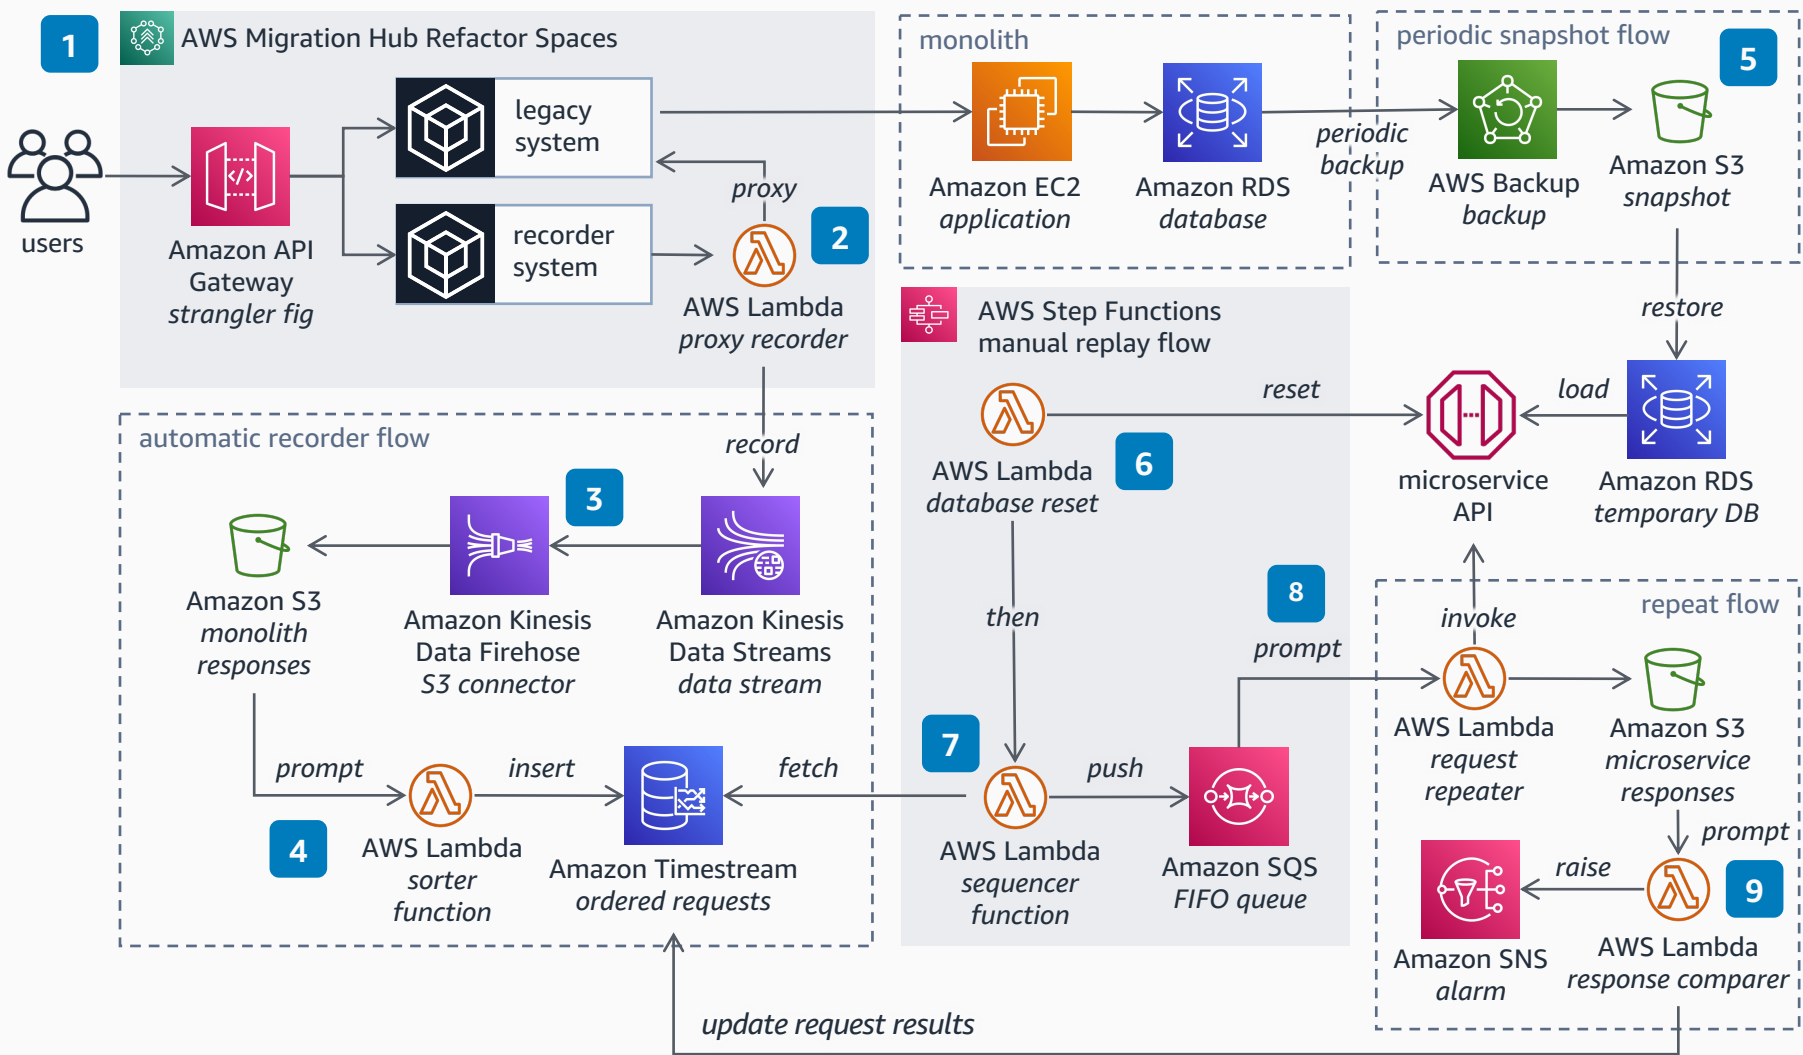 1
AWS Migration Hub Refactor Spaces
users
Amazon API
Gateway
strangler fig
legacy
system
recorder
system
proxy
2
AWS Lambda
proxy recorder
monolith
Amazon EC2
application
Amazon RDS
database
periodic
backup
periodic snapshot flow
5
AWS Backup
backup
Amazon S3
snapshot
restore
automatic recorder flow
record
3
Amazon S3
monolith
responses
Amazon Kinesis
Data Firehose
S3 connector
Amazon Kinesis
Data Streams
data stream
prompt
4
AWS Lambda
sorter
function
insert
Amazon Timestream
ordered requests
fetch
AWS Step Functions
manual replay flow
AWS Lambda
database reset
6
reset
then
7
AWS Lambda
sequencer
function
push
Amazon SQS
FIFO queue
8
prompt
microservice
API
load
Amazon RDS
temporary DB
repeat flow
invoke
AWS Lambda
request
repeater
Amazon S3
microservice
responses
prompt
raise
9
Amazon SNS
alarm
AWS Lambda
response comparer
update request results